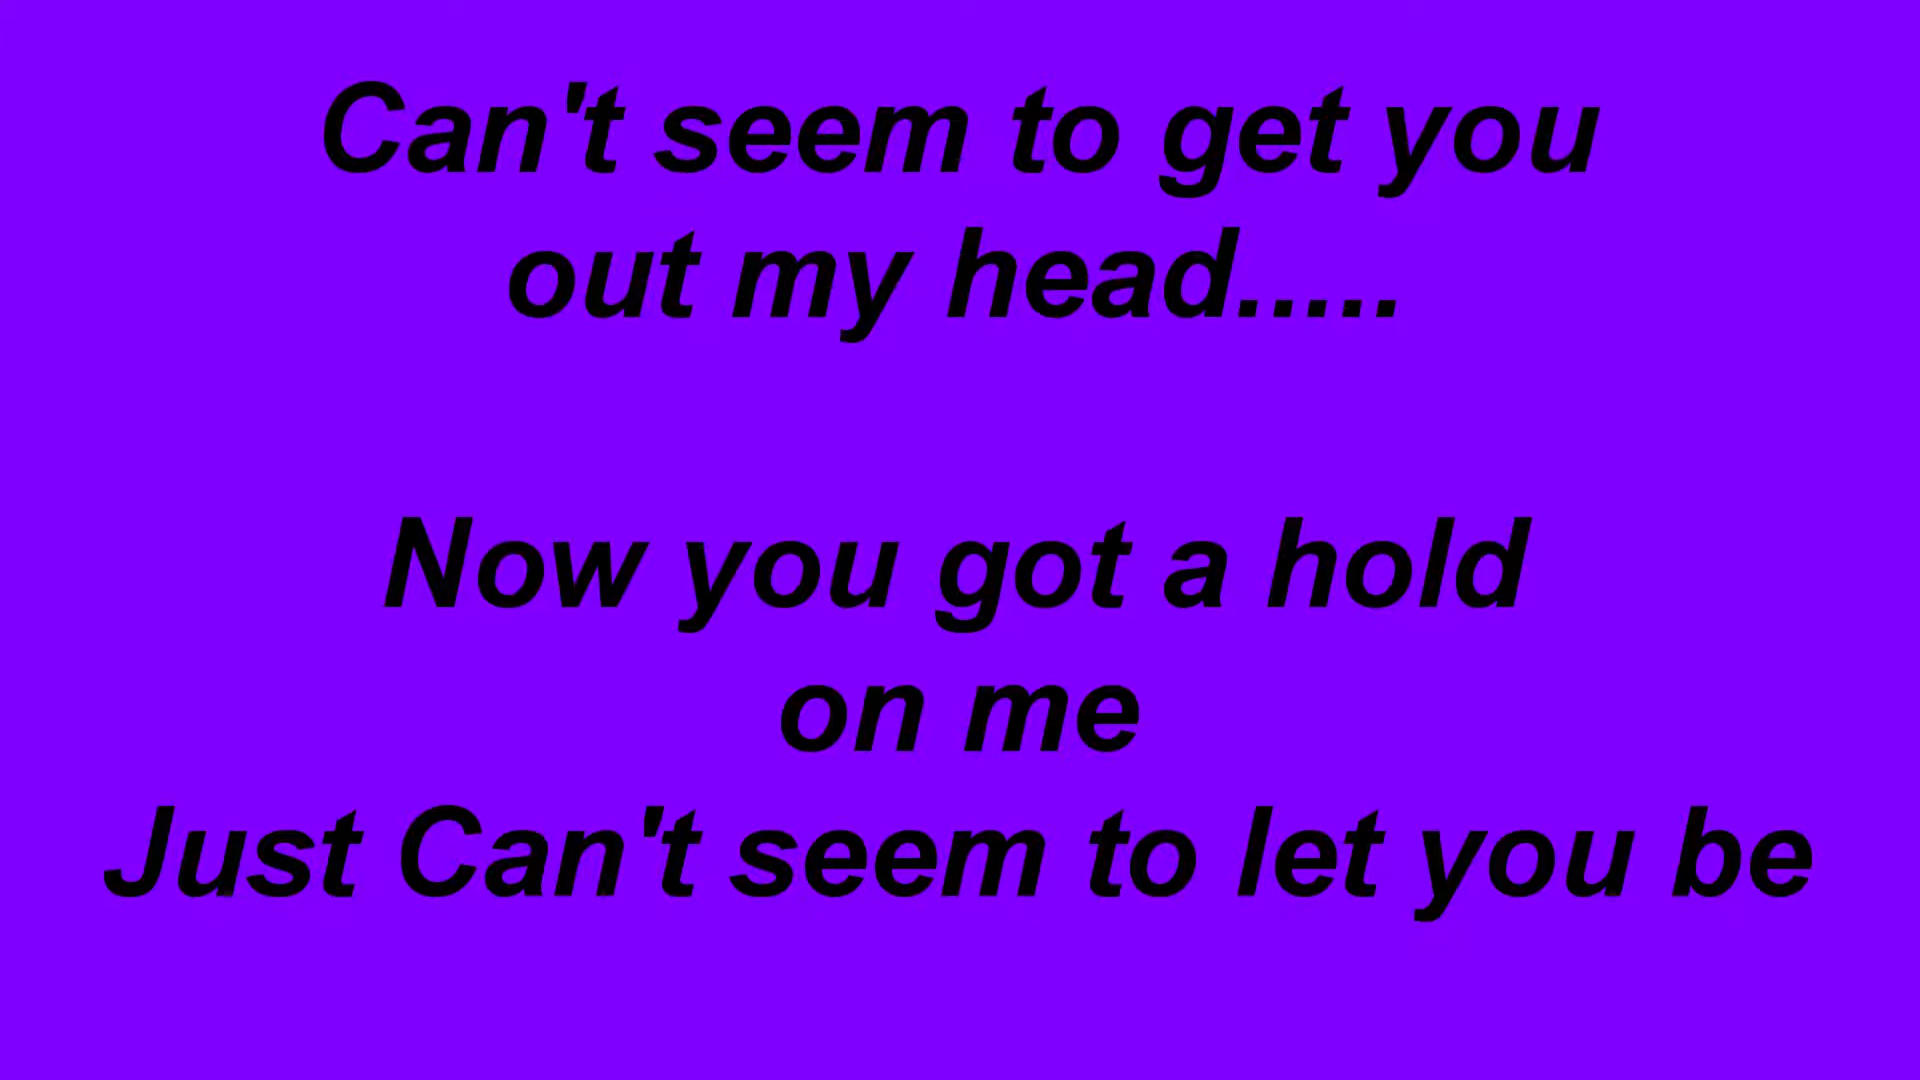 Can't seem to get you
out my head.....
Now you got a hold
on me
Just Can't seem to let you be